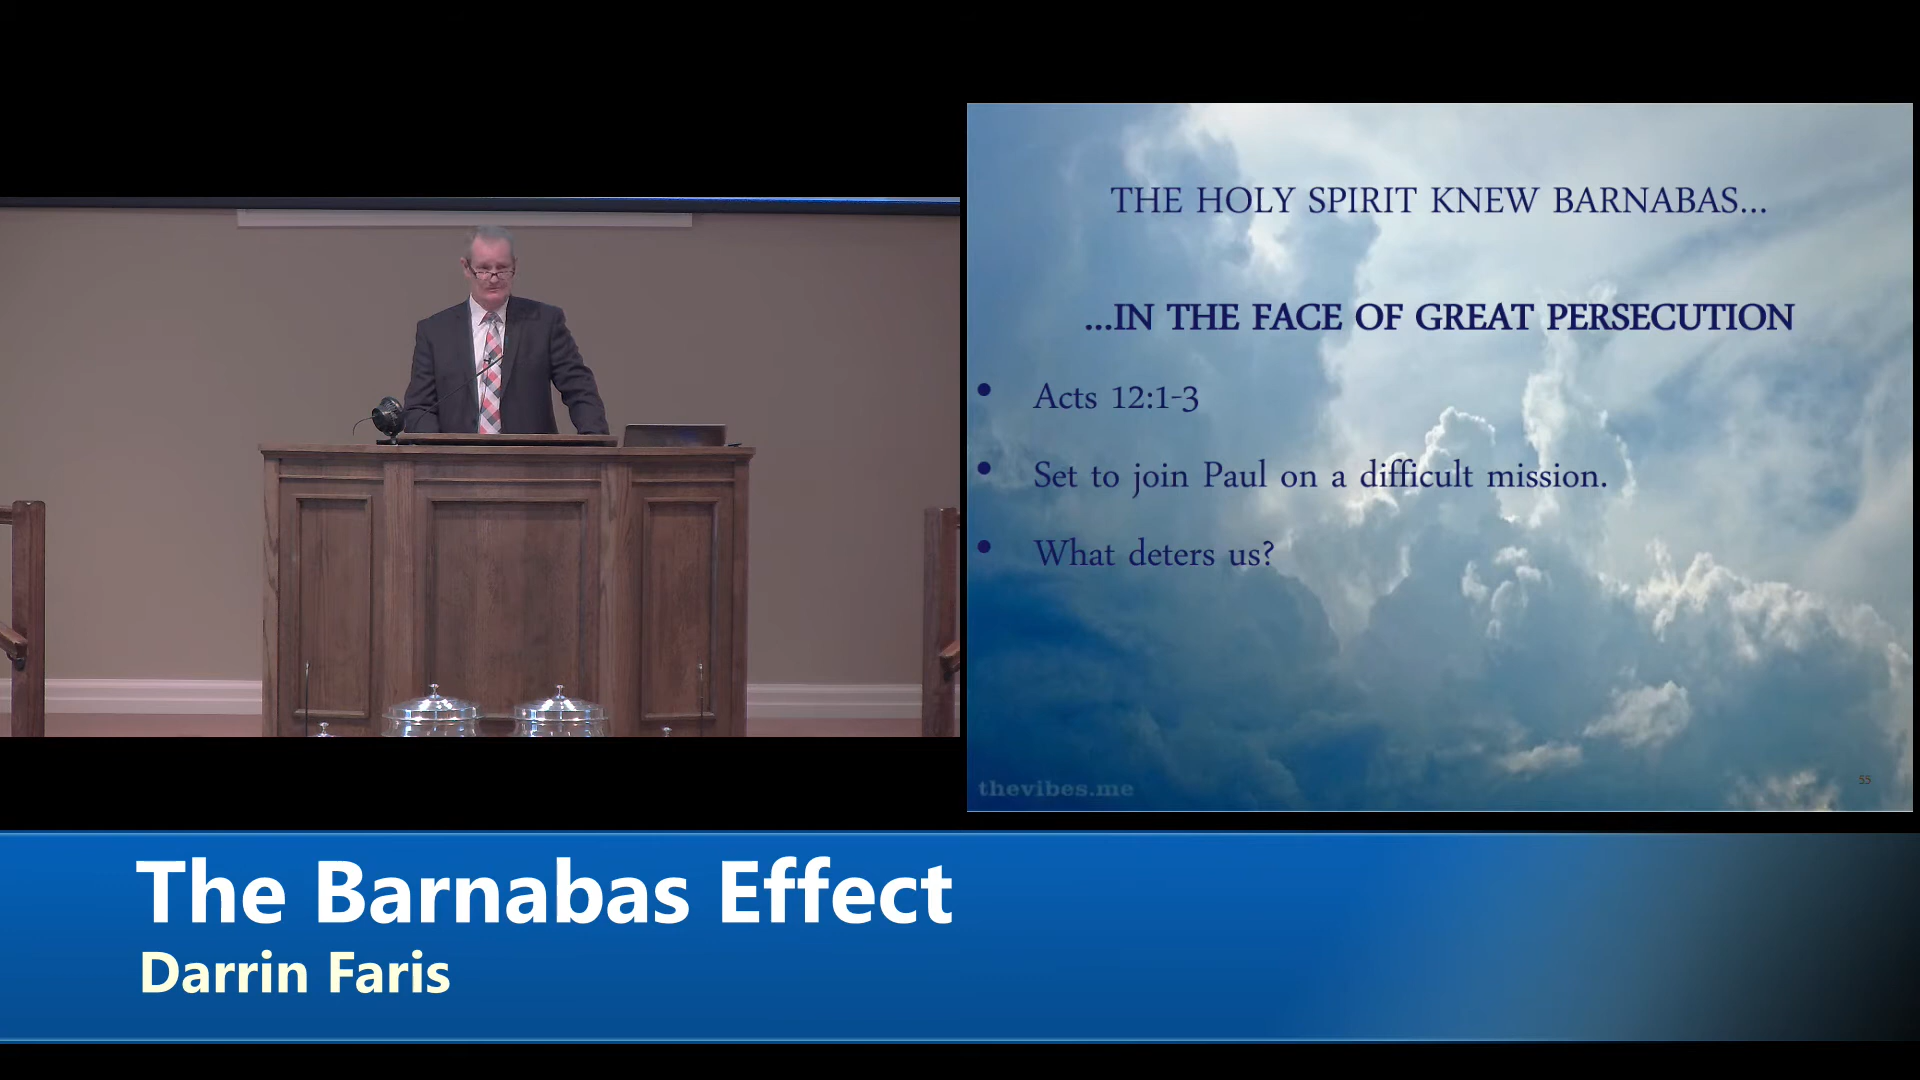 THE HOLY SPIRIT KNEW BARNABAS...
...IN THE FACE OF GREAT PERSECUTION
• Acts 12:1-3
• Set to join Paul on a difficult mission.
• What deters us?
thevibes.me
55
The Barnabas Effect
Darrin Faris